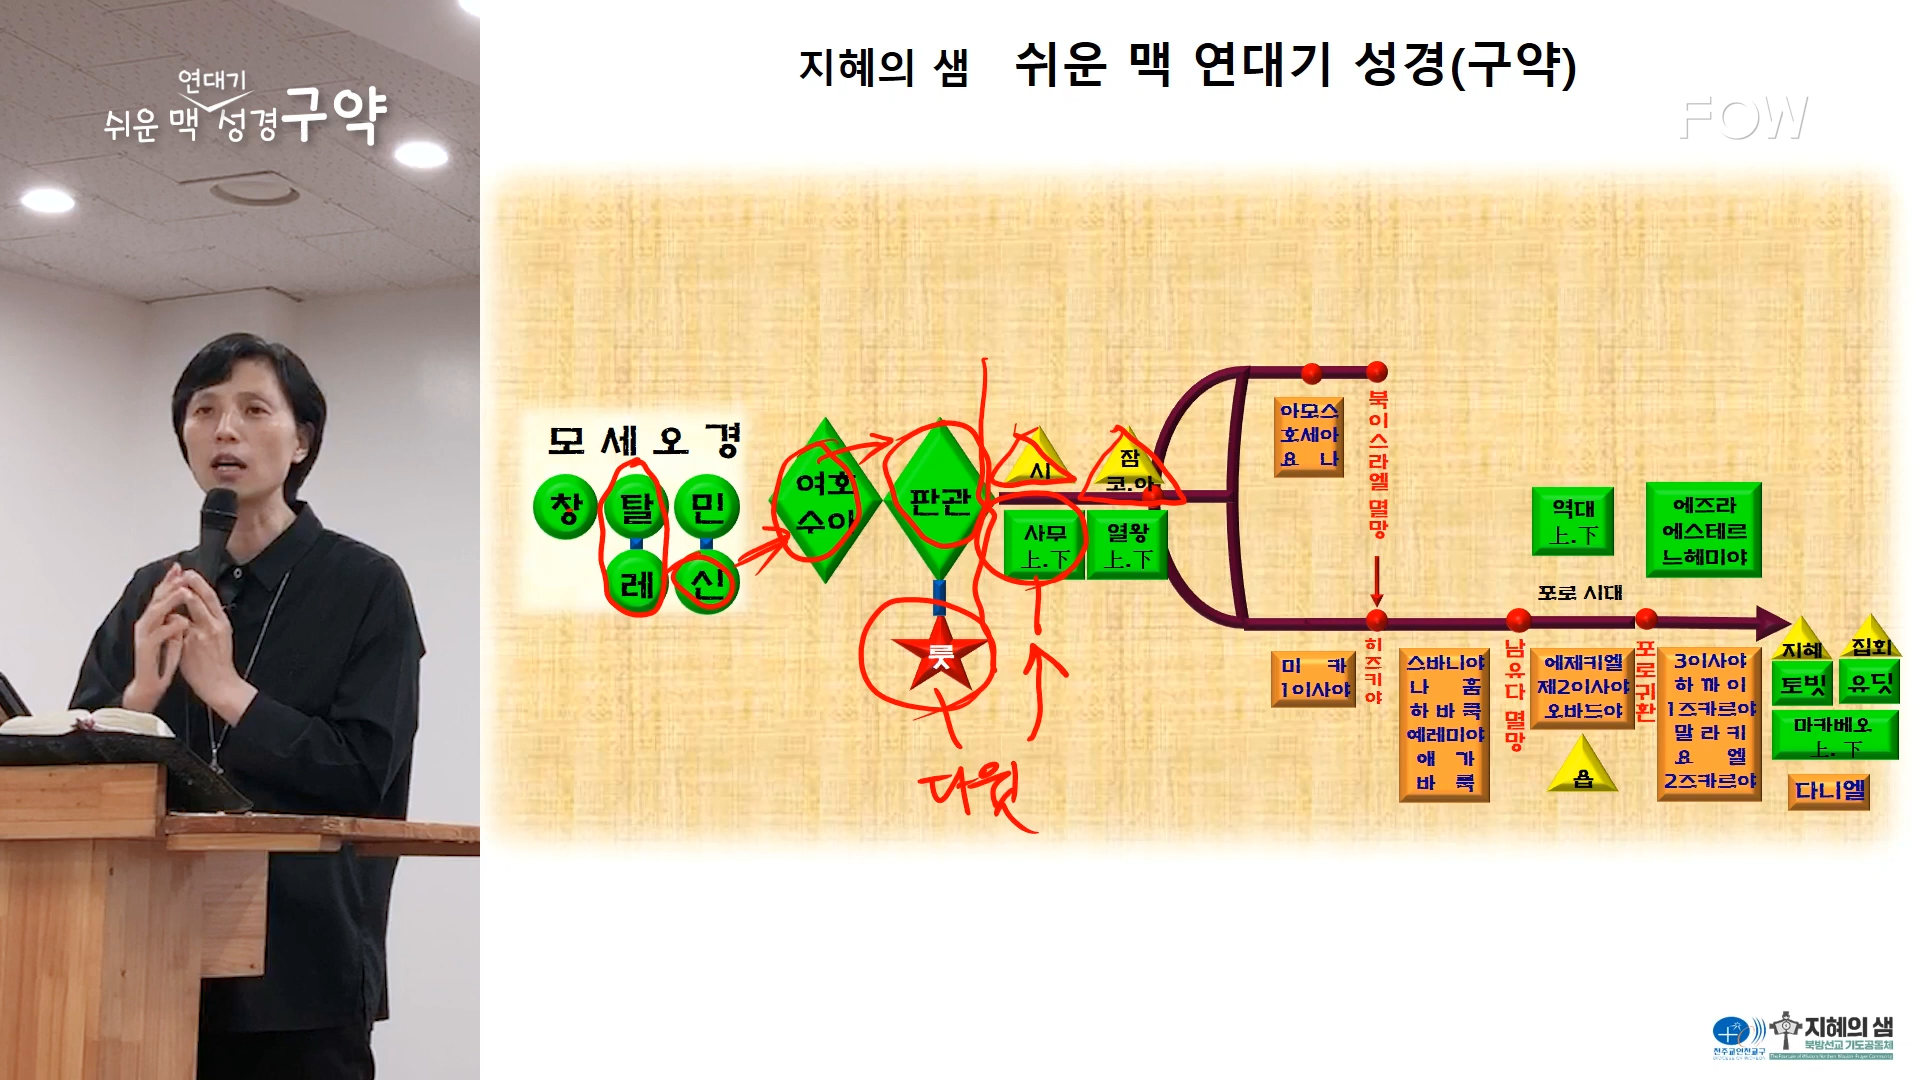 연대기
쉬운 맥 성경 구약
지혜의 샘 쉬운 맥 연대기 성경(구약)
FOW
모세오경
창 탈 민
레 신
여호
수아
판관
룻
시
잠
코.아
사무
上.下
열왕
上.下
다윗
아모스
호세아
요 나
북이스라엘 멸망
히즈키야
미 카
1이사야
스바니야
나 훔
하바쿡
예레미야
애 가
바 룩
남유다 멸망
역대
上.下
에즈라
에스테르
느헤미야
포로 시대
에제키엘
제2이사야
오바드야
욥
포로귀환
3이사야
하까이
1즈카르야
말라키
요 엘
2즈카르야
지혜
집회
토빗
유딧
마카베오
上.下
다니엘
천주교인천교구
지혜의 샘
북방선교 기도공동체